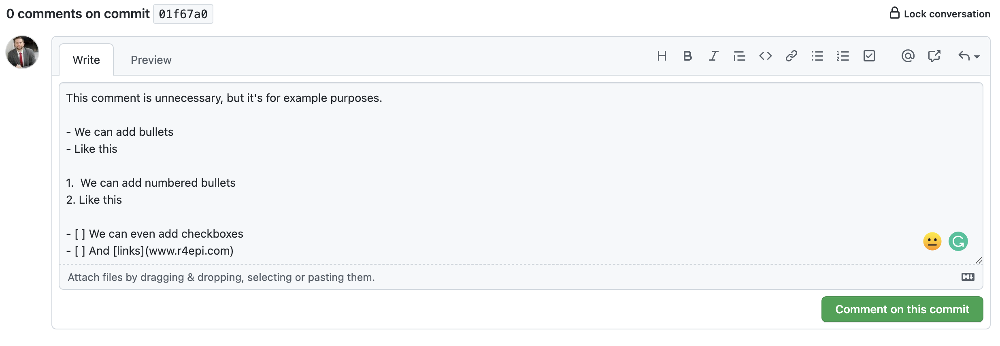 0 comments on commit 01f67a0
Lock conversation
Write
Preview
This comment is unnecessary, but it's for example purposes.
- We can add bullets
- Like this
1.  We can add numbered bullets
2. Like this
- [ ] We can even add checkboxes
- [ ] And [links](www.r4epi.com)
Attach files by dragging & dropping, selecting or pasting them.
Comment on this commit